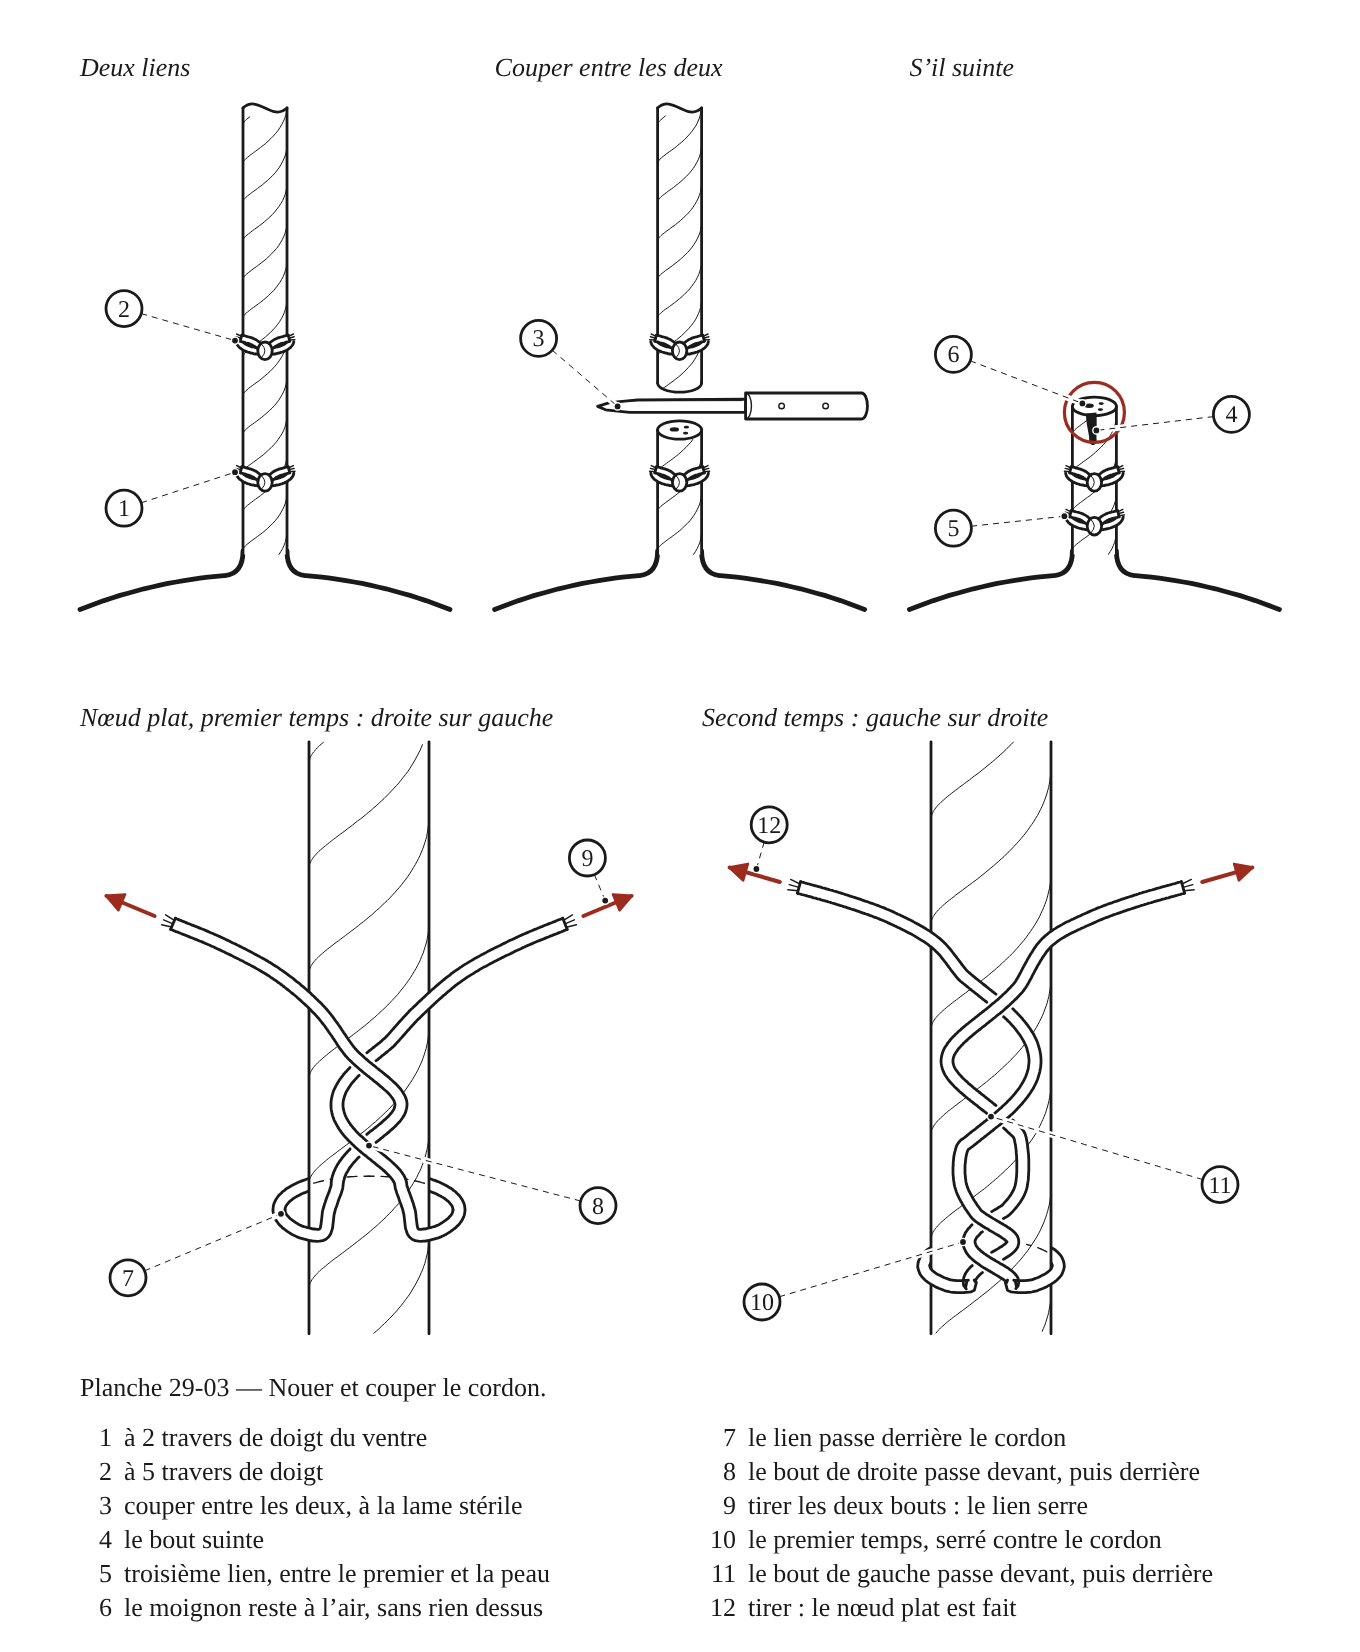 Deux liens
Couper entre les deux
S’il suinte
2
3
6
4
1
5
Nœud plat, premier temps : droite sur gauche
Second temps : gauche sur droite
12
9
11
8
7
10
Planche 29-03 — Nouer et couper le cordon.
1 à 2 travers de doigt du ventre
2 à 5 travers de doigt
3 couper entre les deux, à la lame stérile
4 le bout suinte
5 troisième lien, entre le premier et la peau
6 le moignon reste à l’air, sans rien dessus
7 le lien passe derrière le cordon
8 le bout de droite passe devant, puis derrière
9 tirer les deux bouts : le lien serre
10 le premier temps, serré contre le cordon
11 le bout de gauche passe devant, puis derrière
12 tirer : le nœud plat est fait